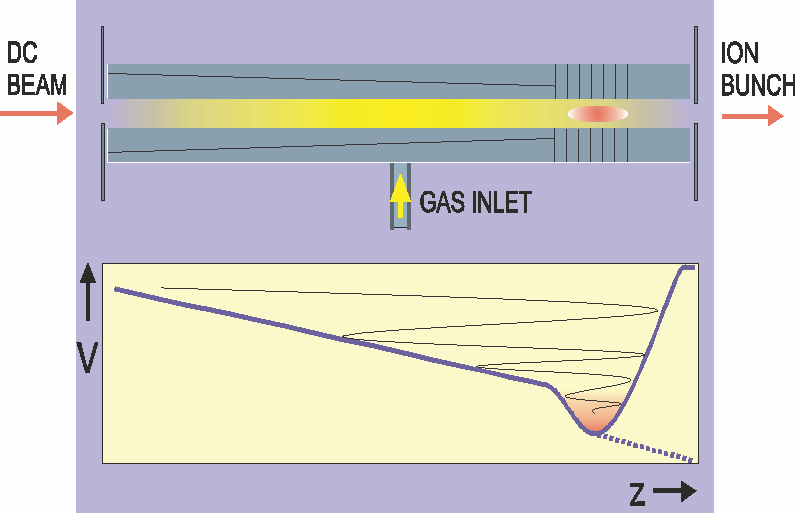 DC
BEAM
ION
BUNCH
GAS INLET
V
Z